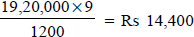 19,20,000 × 9
1200
= Rs 14,400